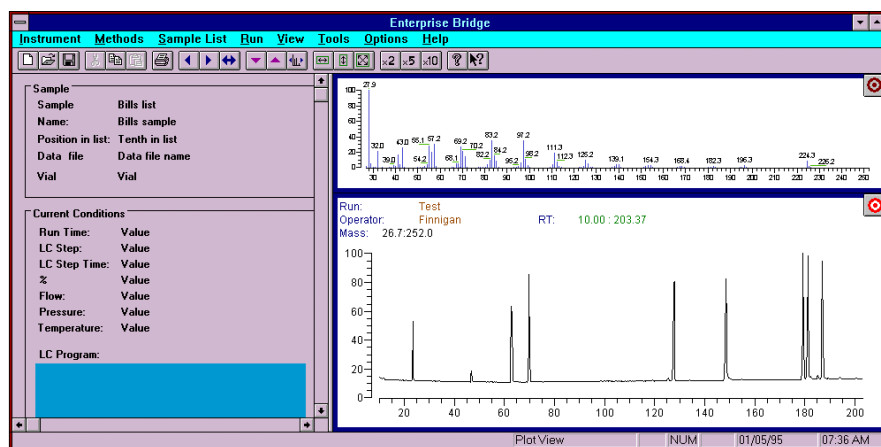 Enterprise Bridge
Instrument Methods Sample List Run View Tools Options Help
×2 ×5 ×10 ? ?
Sample
Sample Bills list
Name: Bills sample
Position in list: Tenth in list
Data file Data file name
Vial Vial
Current Conditions
Run Time: Value
LC Step: Value
LC Step Time: Value
% Value
Flow: Value
Pressure: Value
Temperature: Value
LC Program:
27.9
100
80
60
40
20
0
32.0 39.0 43.0 54.2 55.1 57.2 68.1 69.2 70.2 82.2 83.2 84.2 95.2 97.2 98.2 111.3 112.3 125.2 139.1 154.3 168.4 182.3 196.3 224.3 225.2
30 40 50 60 70 80 90 100 110 120 130 140 150 160 170 180 190 200 210 220 230 240 250
Run: Test
Operator: Finnigan RT: 10.00 : 203.37
Mass: 26.7:252.0
100
80
60
40
20
0
20 40 60 80 100 120 140 160 180 200
Plot View NUM 01/05/95 07:36 AM